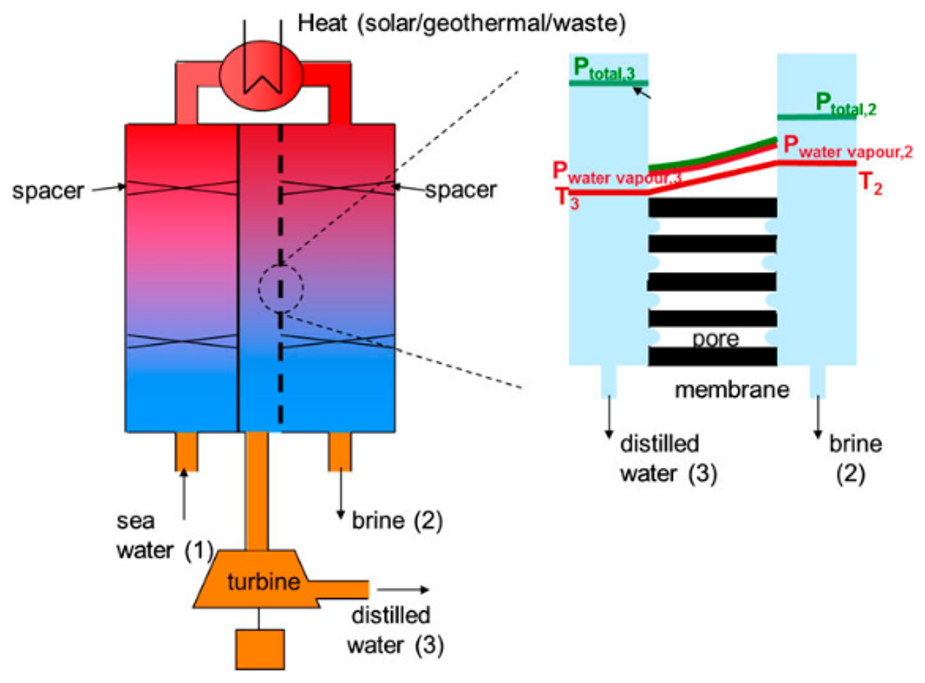 Heat (solar/geothermal/waste)
spacer
spacer
sea
water (1)
brine (2)
turbine
distilled
water (3)
Ptotal,3
Ptotal,2
Pwater vapour,3
Pwater vapour,2
T3
T2
pore
membrane
distilled
water (3)
brine
(2)